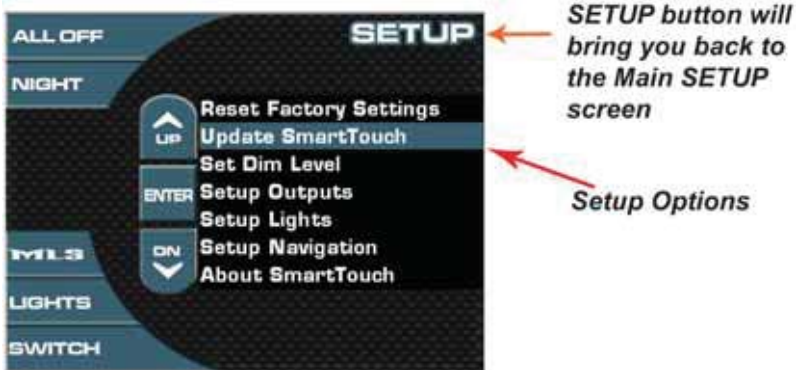 ALL OFF
NIGHT
SETUP
UP
ENTER
DN
Reset Factory Settings
Update SmartTouch
Set Dim Level
Setup Outputs
Setup Lights
Setup Navigation
About SmartTouch
MLS
LIGHTS
SWITCH
SETUP button will
bring you back to
the Main SETUP
screen
Setup Options